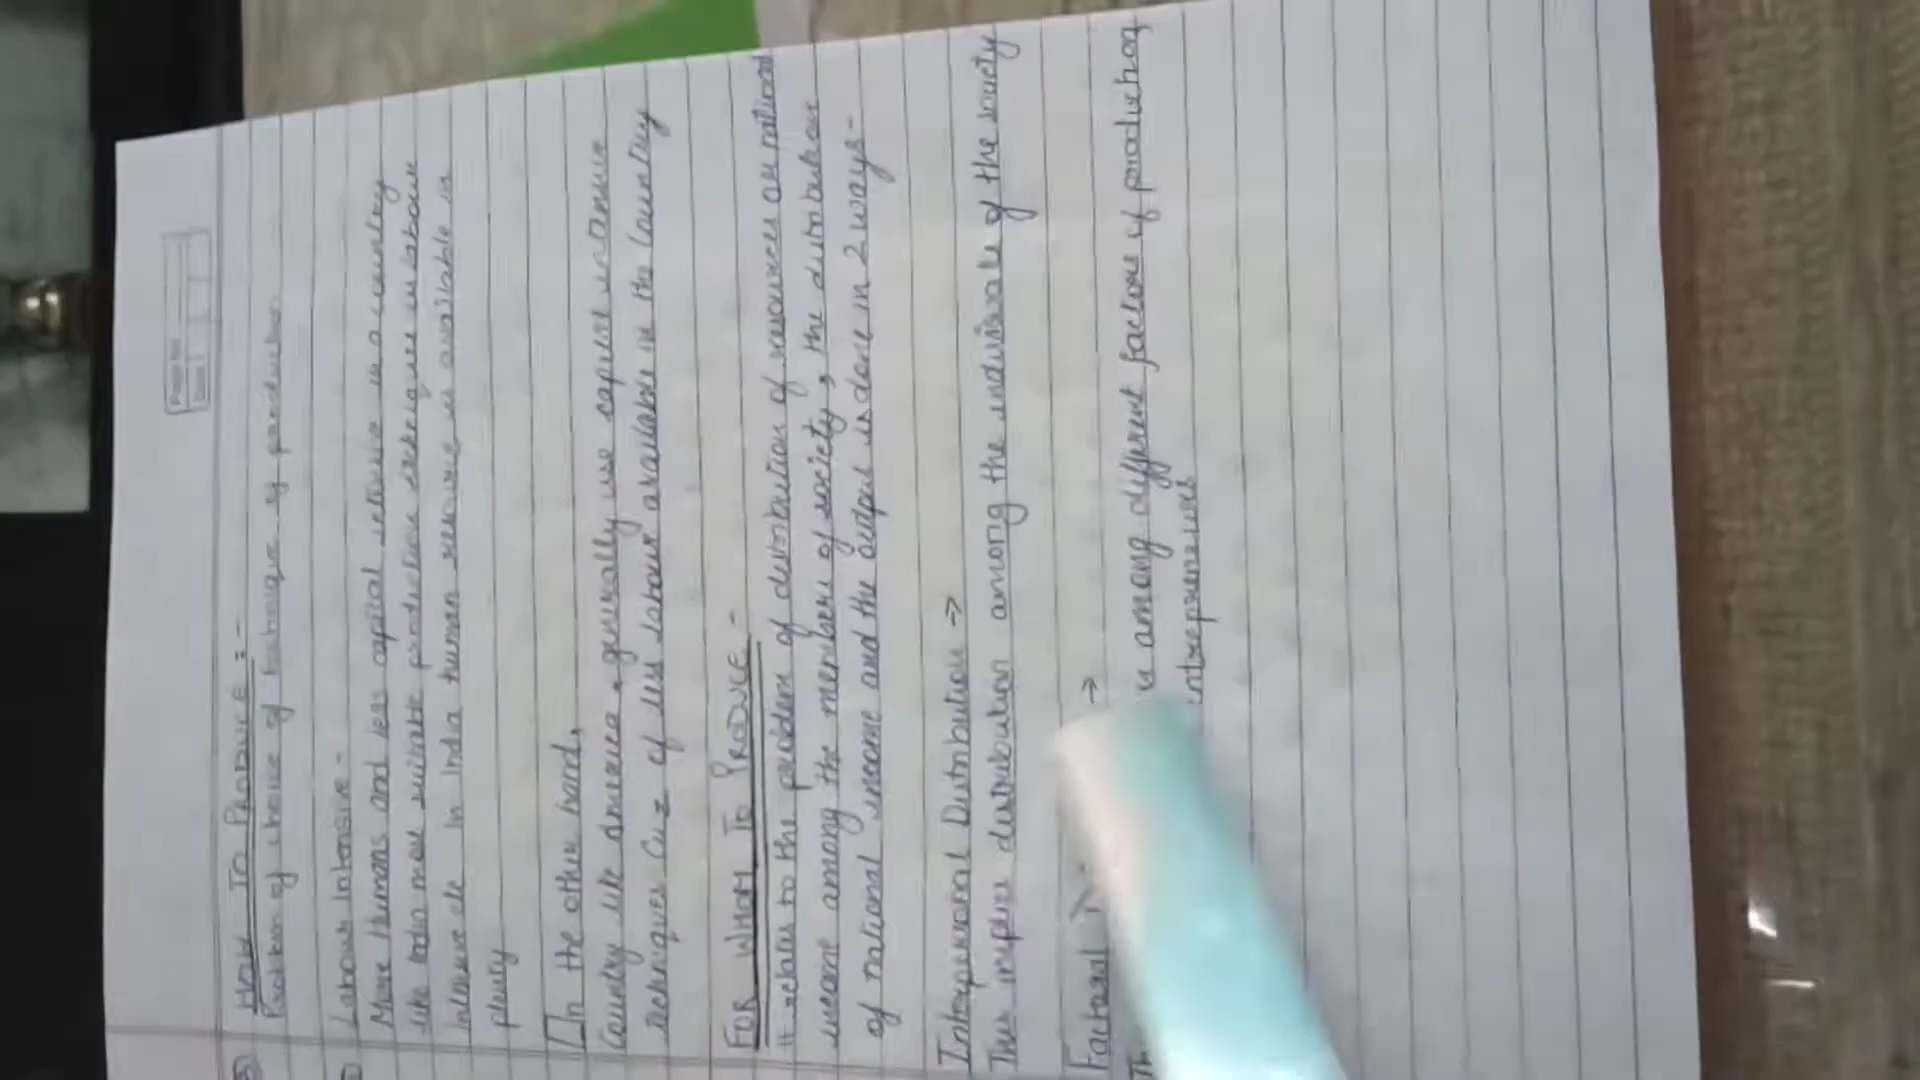 Page No.
Date
③ HOW TO PRODUCE :-
Problem of choice of technique of production
Labour Intensive -
More Humans and less capital intensive in a country
like India more suitable production technique is labour
intensive cle in India human resource is available in
plenty
In the other hand,
Country like America generally use capital intensive
techniques Cuz of less labour available in the country
FOR WHOM TO PRODUCE -
It relates to the problem of distribution of resources or national
income among the members of society, the distribution
of national income and the output is done in 2 ways -
Interpersonal Distribution →
This implies distribution among the individuals of the society
Factoral →
among different factors of production